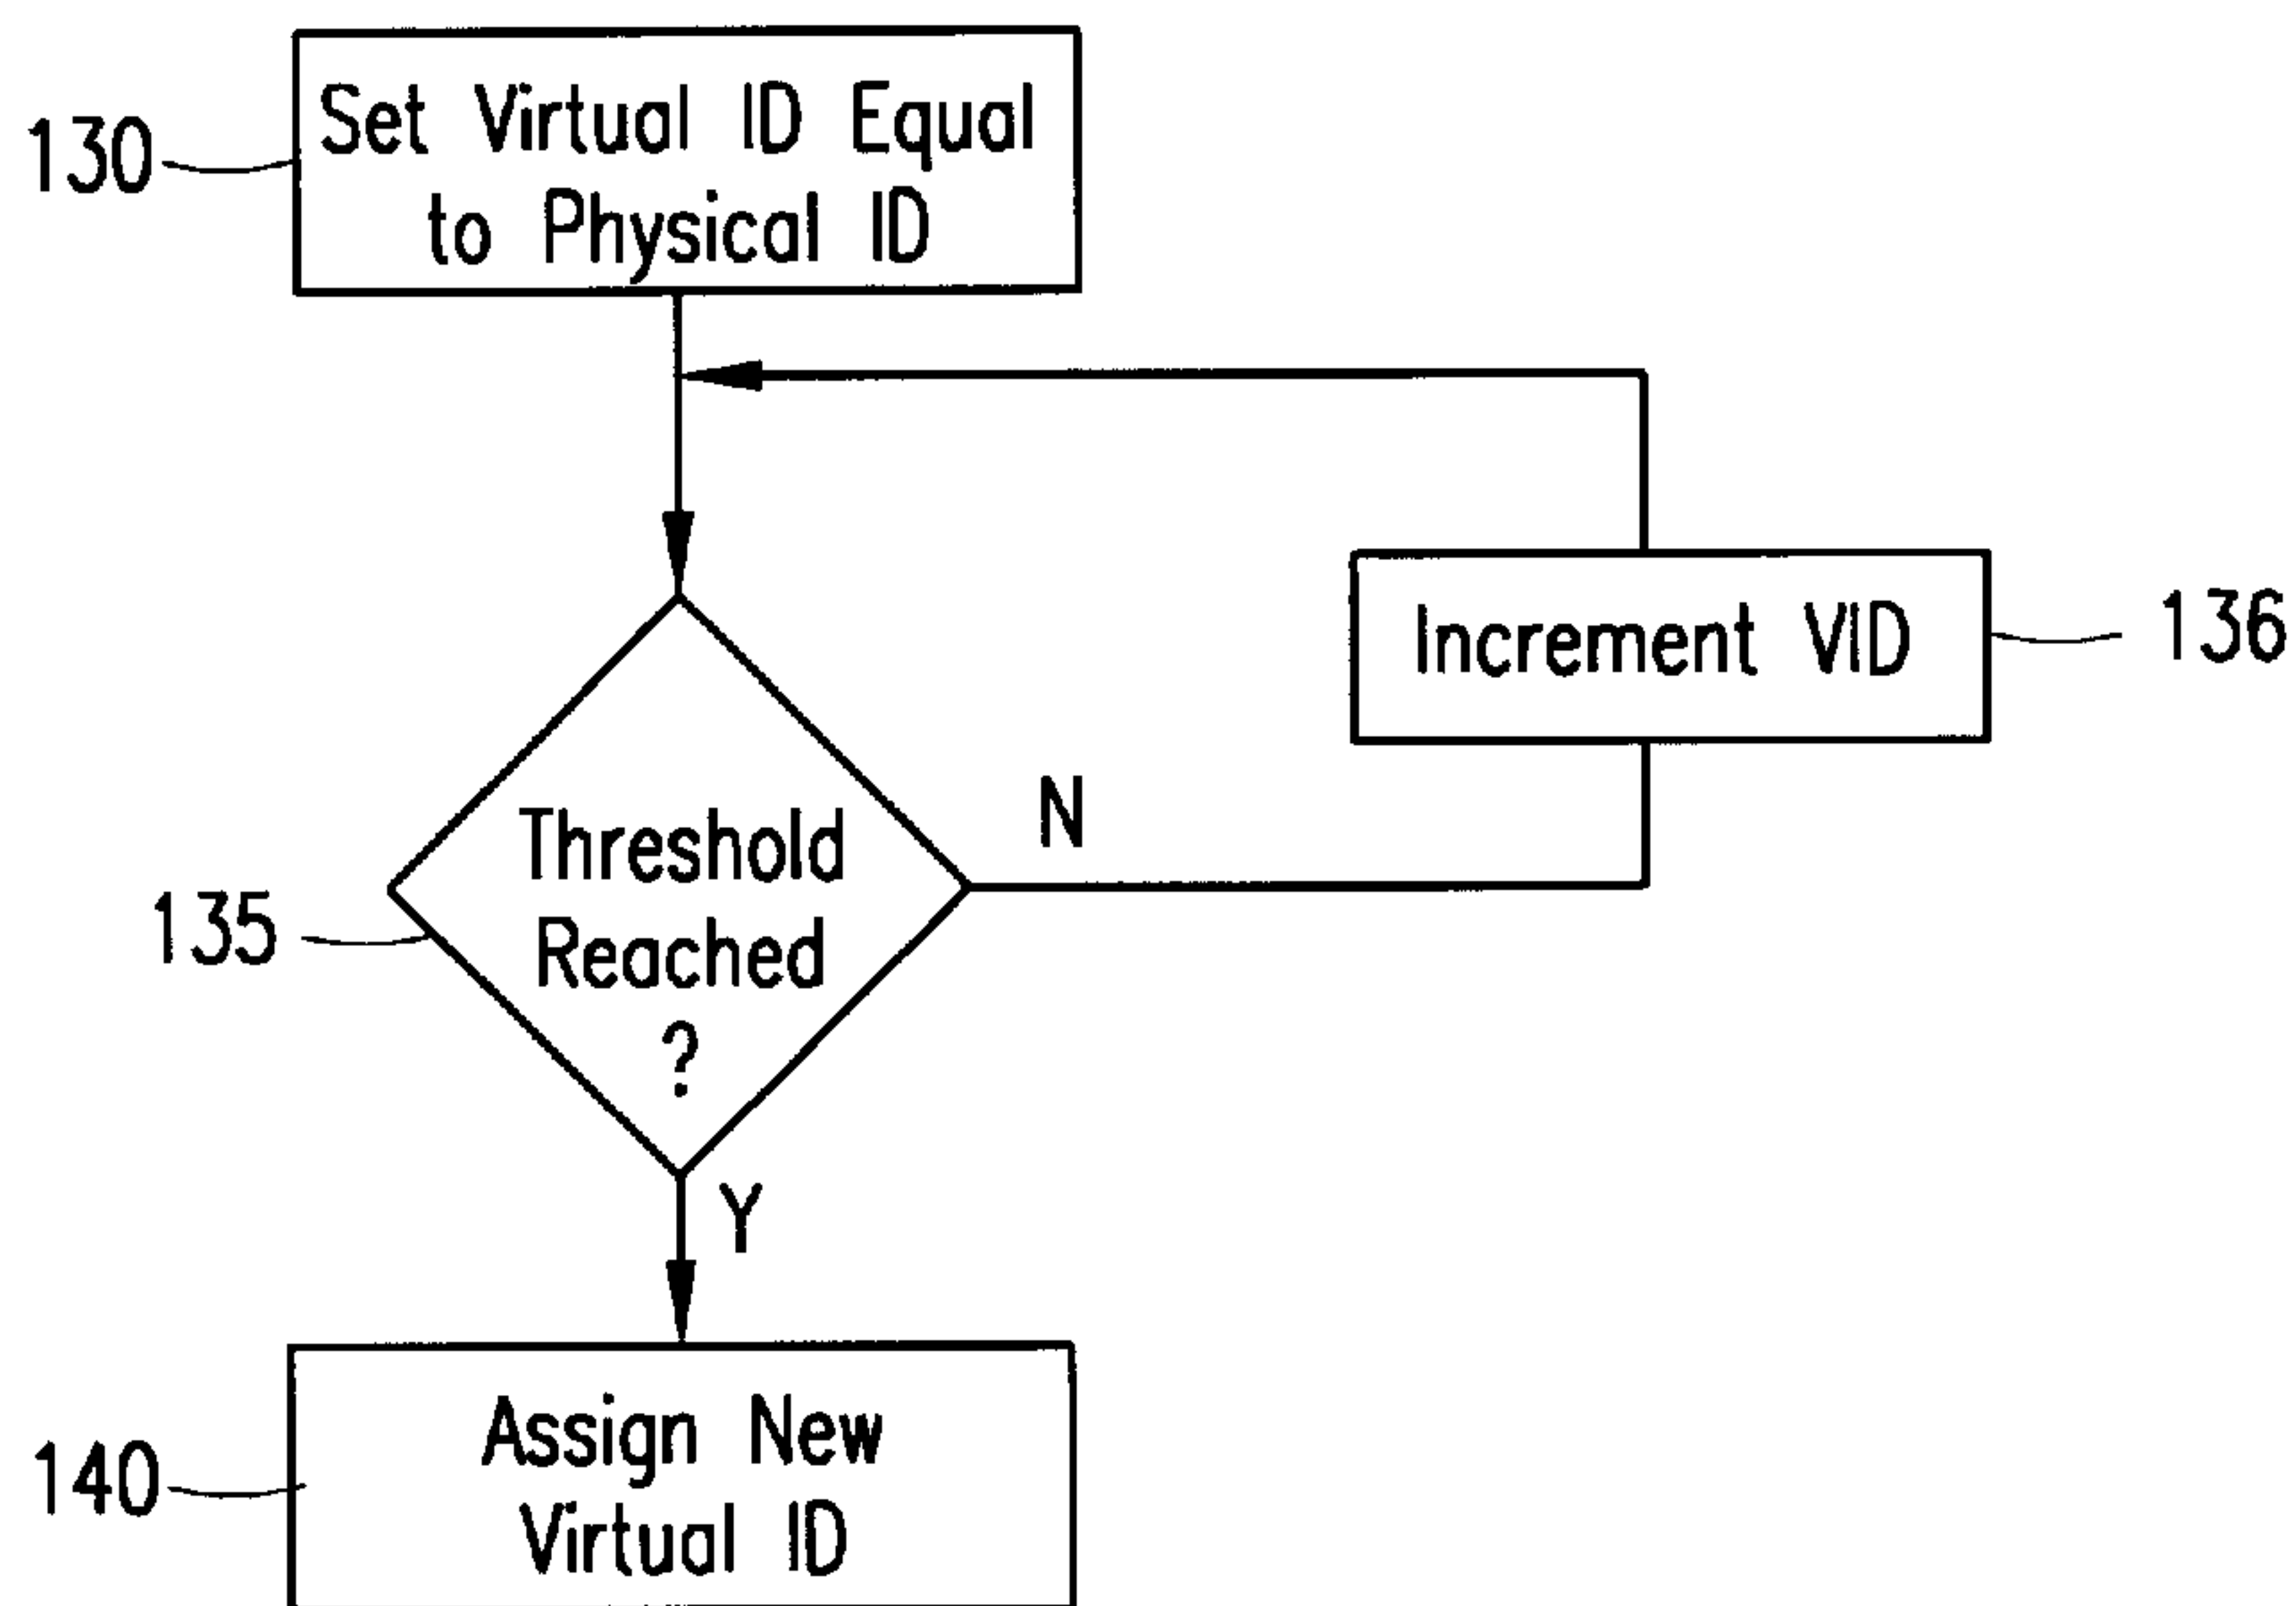 130
Set Virtual ID Equal
to Physical ID
Increment VID
136
N
Threshold
Reached
?
135
Y
140
Assign New
Virtual ID